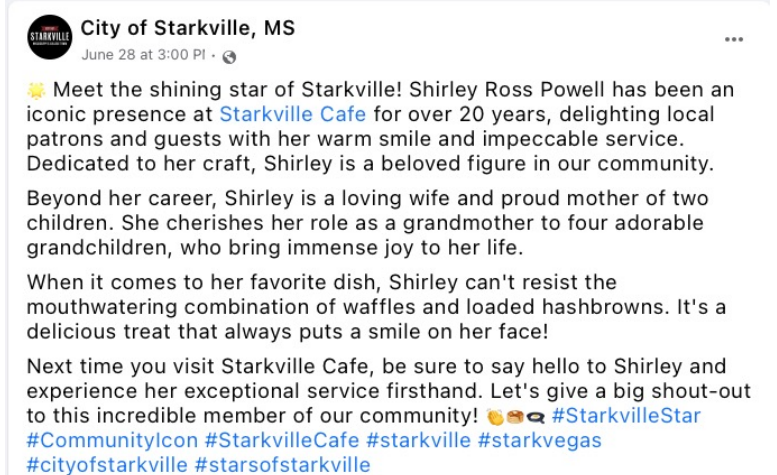 STARKVILLE
City of Starkville, MS
June 28 at 3:00 PM ·
🌟 Meet the shining star of Starkville! Shirley Ross Powell has been an
iconic presence at Starkville Cafe for over 20 years, delighting local
patrons and guests with her warm smile and impeccable service.
Dedicated to her craft, Shirley is a beloved figure in our community.
Beyond her career, Shirley is a loving wife and proud mother of two
children. She cherishes her role as a grandmother to four adorable
grandchildren, who bring immense joy to her life.
When it comes to her favorite dish, Shirley can't resist the
mouthwatering combination of waffles and loaded hashbrowns. It's a
delicious treat that always puts a smile on her face!
Next time you visit Starkville Cafe, be sure to say hello to Shirley and
experience her exceptional service firsthand. Let's give a big shout-out
to this incredible member of our community! 👏🥞🍳 #StarkvilleStar
#CommunityIcon #StarkvilleCafe #starkville #starkvegas
#cityofstarkville #starsofstarkville